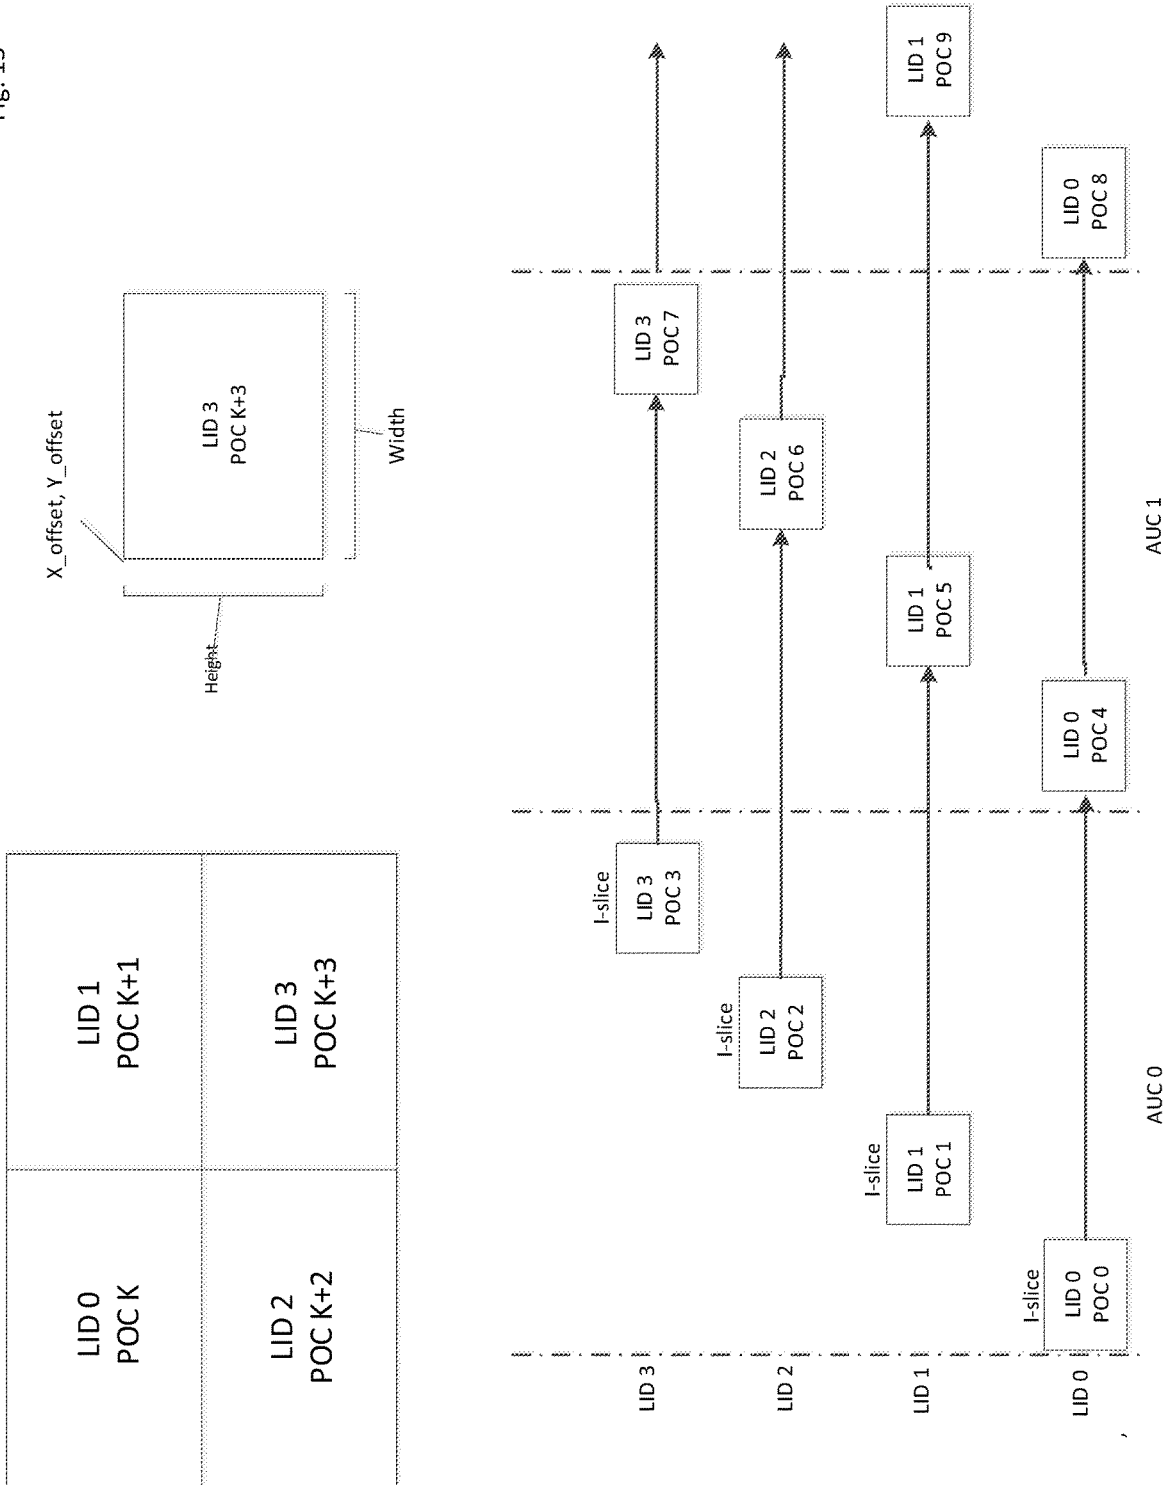 Fig. 15
LID 0
POC K
LID 1
POC K+1
LID 2
POC K+2
LID 3
POC K+3
X_offset, Y_offset
LID 3
POC K+3
Height
Width
LID 3
I-slice
LID 3
POC 3
LID 3
POC 7
LID 2
I-slice
LID 2
POC 2
LID 2
POC 6
LID 1
I-slice
LID 1
POC 1
LID 1
POC 5
LID 1
POC 9
LID 0
I-slice
LID 0
POC 0
LID 0
POC 4
LID 0
POC 8
AUC 0
AUC 1